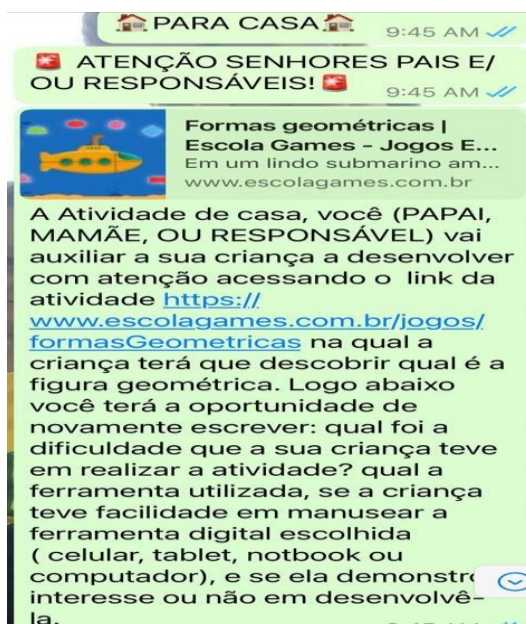 🏠PARA CASA🏠
9:45 AM
🚨 ATENÇÃO SENHORES PAIS E/
OU RESPONSÁVEIS!🚨
9:45 AM
Formas geométricas |
Escola Games - Jogos E...
Em um lindo submarino am...
www.escolagames.com.br
A Atividade de casa, você (PAPAI,
MAMÃE, OU RESPONSÁVEL) vai
auxiliar a sua criança a desenvolver
com atenção acessando o link da
atividade https://
www.escolagames.com.br/jogos/
formasGeometricas na qual a
criança terá que descobrir qual é a
figura geométrica. Logo abaixo
você terá a oportunidade de
novamente escrever: qual foi a
dificuldade que a sua criança teve
em realizar a atividade? qual a
ferramenta utilizada, se a criança
teve facilidade em manusear a
ferramenta digital escolhida
( celular, tablet, notbook ou
computador), e se ela
interesse ou não em desenvolvê-
la.